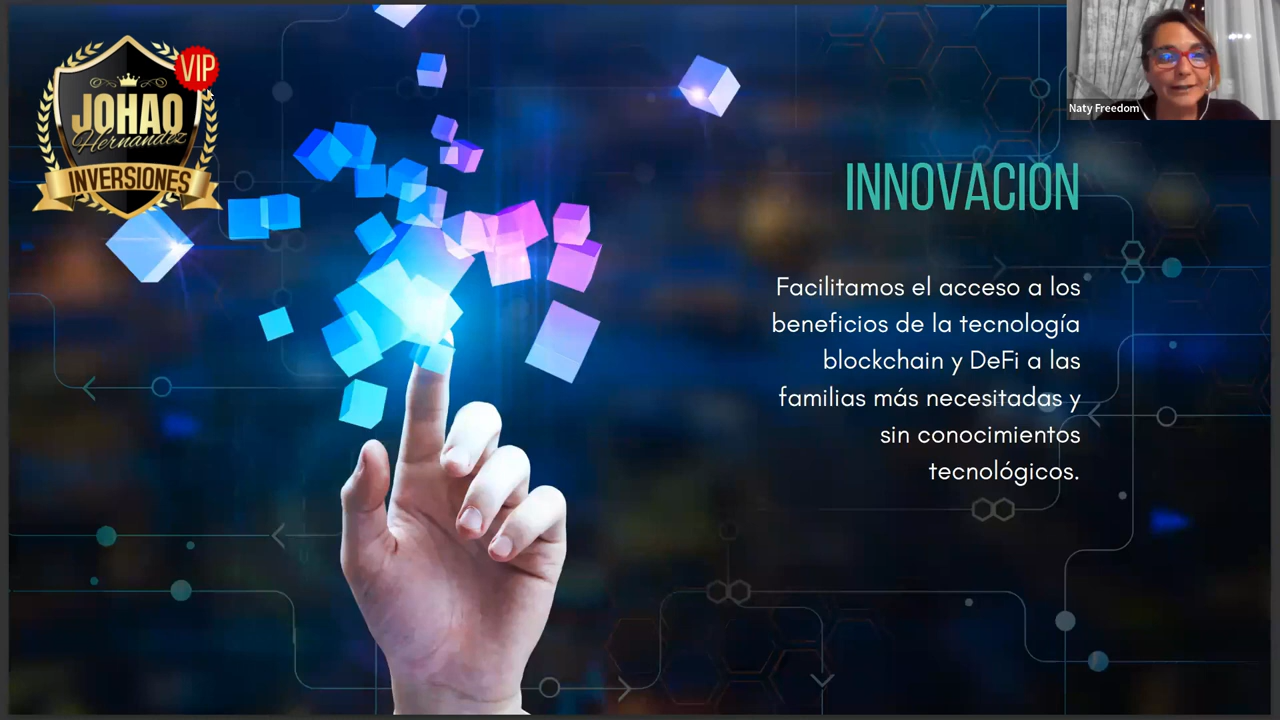 VIP
JOHAO
Hernandez
INVERSIONES
Naty Freedom
INNOVACION
Facilitamos el acceso a los
beneficios de la tecnología
blockchain y DeFi a las
familias más necesitadas y
sin conocimientos
tecnológicos.